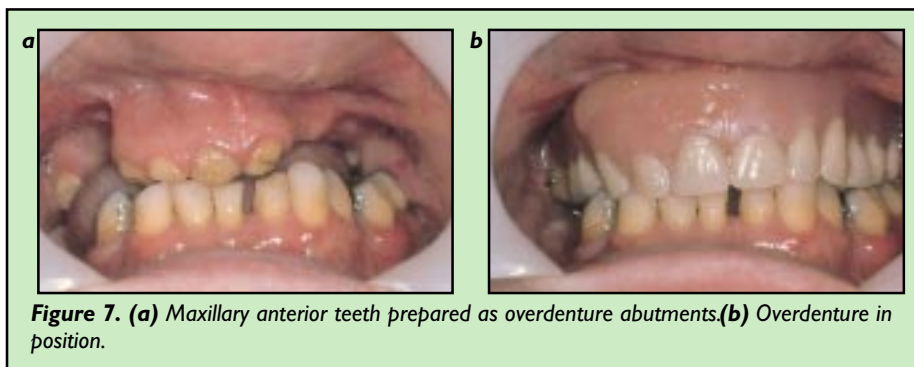 a
b
Figure 7. (a) Maxillary anterior teeth prepared as overdenture abutments.(b) Overdenture in
position.